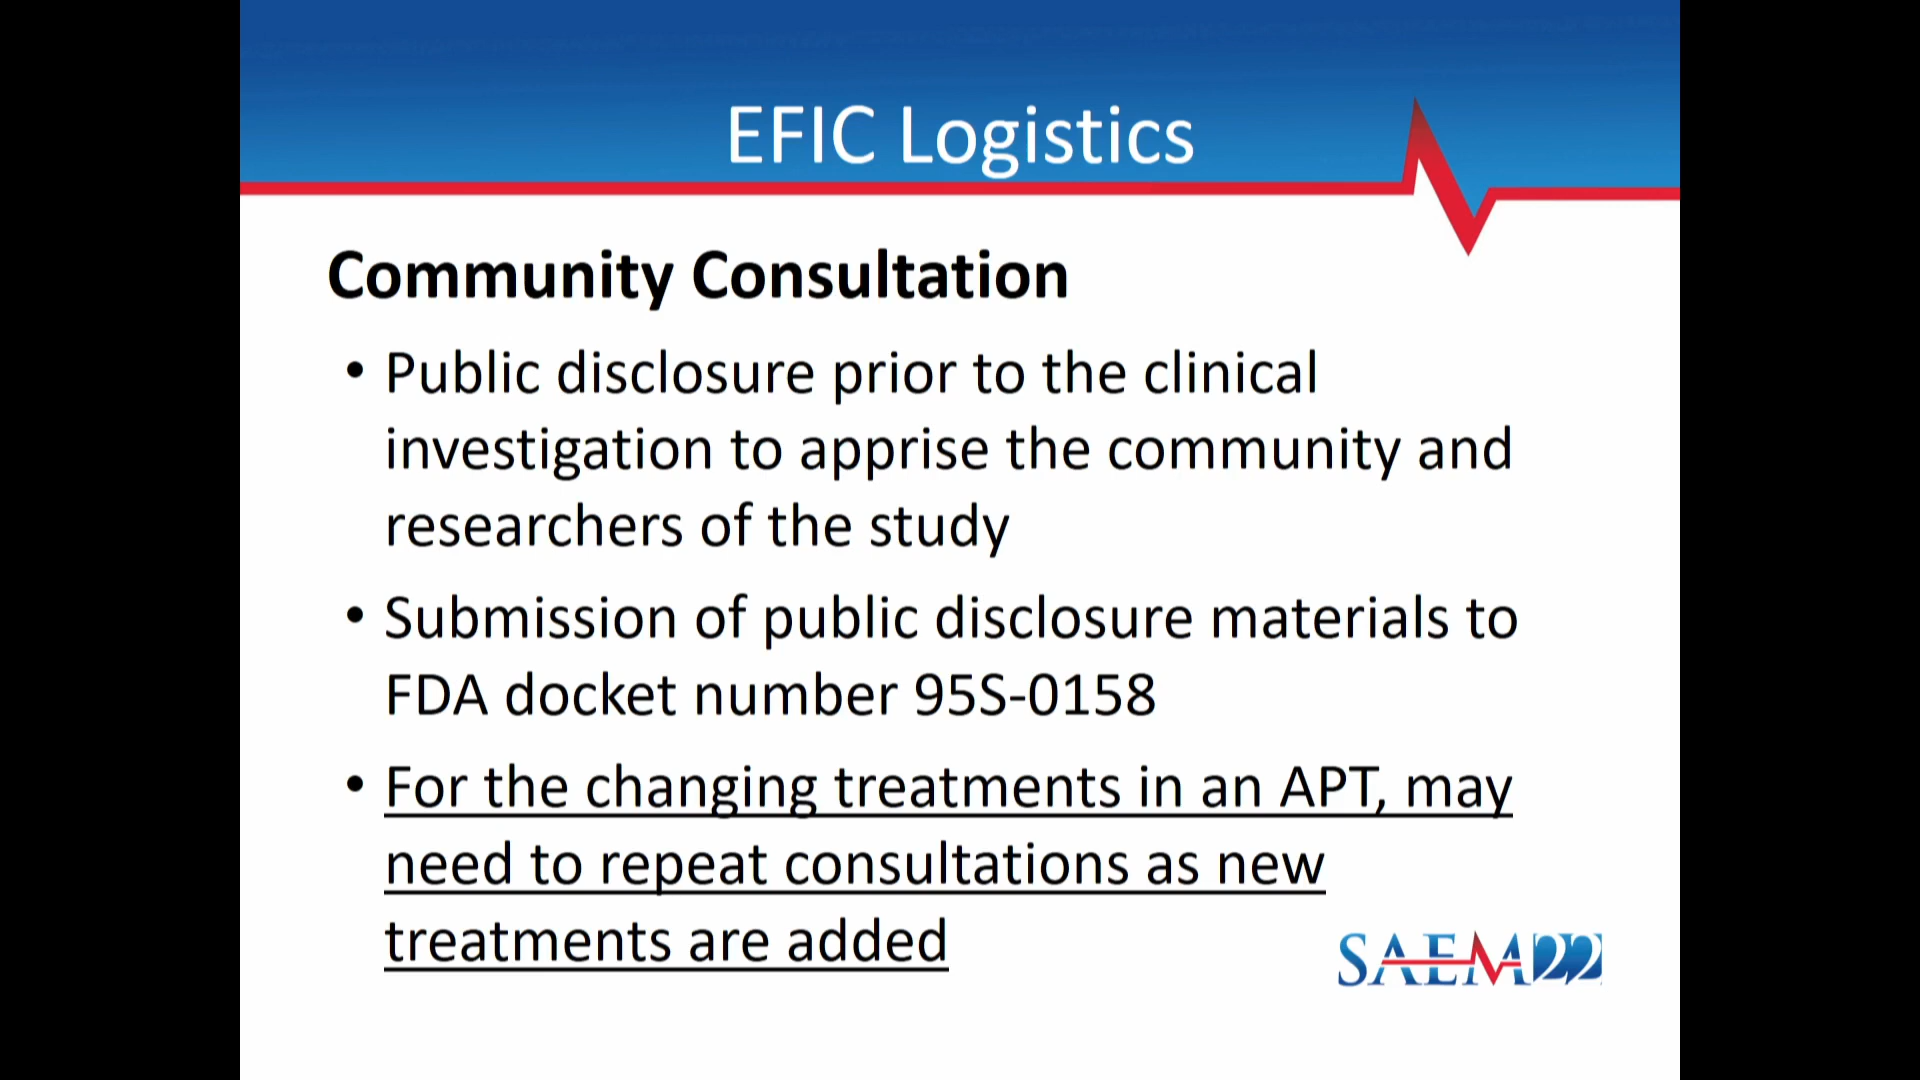 EFIC Logistics
Community Consultation
• Public disclosure prior to the clinical
investigation to apprise the community and
researchers of the study
• Submission of public disclosure materials to
FDA docket number 95S-0158
• For the changing treatments in an APT, may
need to repeat consultations as new
treatments are added
SAEM22